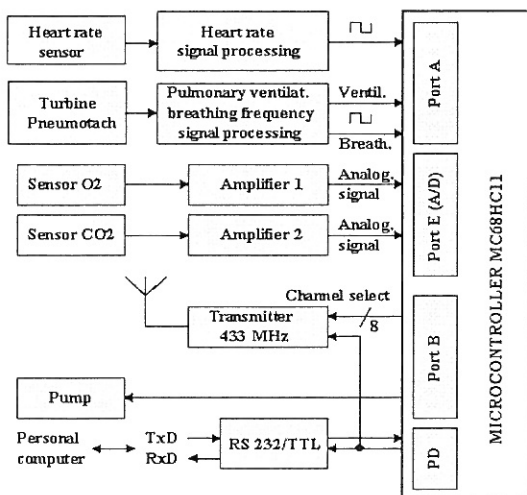 Heart rate
sensor
Heart rate
signal processing
Turbine
Pneumotach
Pulmonary ventilat.
breathing frequency
signal processing
Ventil.
Breath.
Port A
Sensor O2
Amplifier 1
Analog.
signal
Sensor CO2
Amplifier 2
Analog.
signal
Port E (A/D)
Channel select
8
Transmitter
433 MHz
Port B
Pump
Personal
computer
TxD
RxD
RS 232/TTL
PD
MICROCONTROLLER MC68HC11